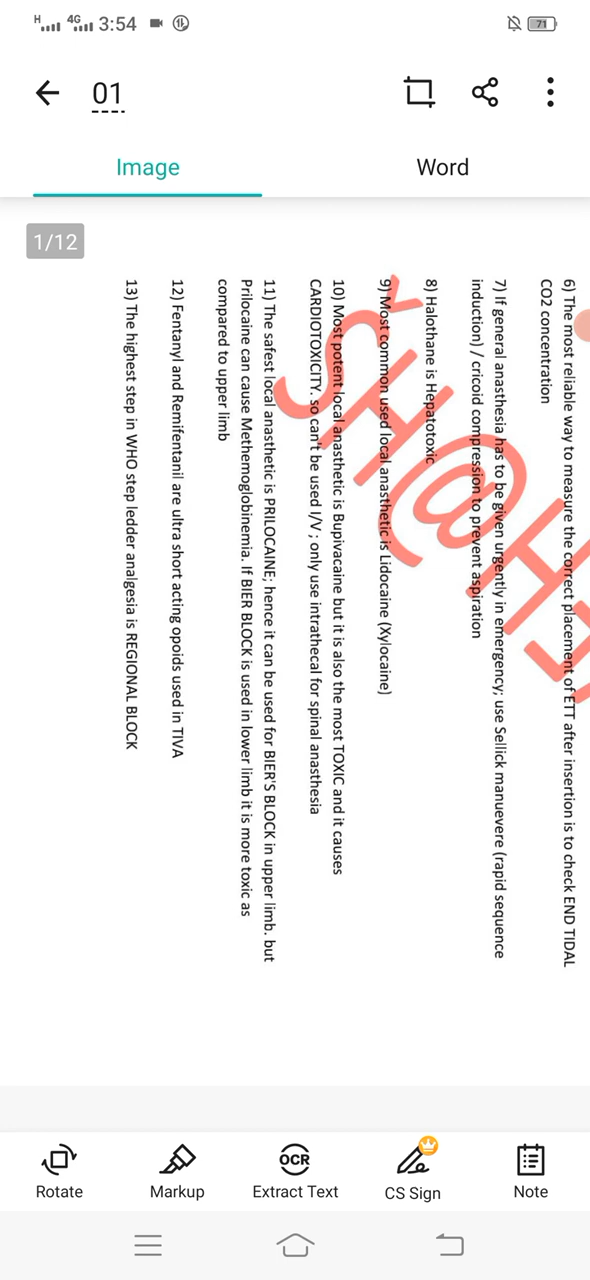 H 4G 3:54 71
01
Image Word
1/12
6) The most reliable way to measure the correct placement of ETT after insertion is to check END TIDAL
CO2 concentration
7) If general anasthesia has to be given urgently in emergency; use Sellick manuevere (rapid sequence
induction) / cricoid compression to prevent aspiration
8) Halothane is Hepatotoxic
9) Most common used local anasthetic is Lidocaine (Xylocaine)
10) Most potent local anasthetic is Bupivacaine but it is also the most TOXIC and it causes
CARDIOTOXICITY. so can't be used I/V ; only use intrathecal for spinal anasthesia
11) The safest local anasthetic is PRILOCAINE; hence it can be used for BIER'S BLOCK in upper limb. but
Prilocaine can cause Methemoglobinemia. If BIER BLOCK is used in lower limb it is more toxic as
compared to upper limb
12) Fentanyl and Remifentanil are ultra short acting opoids used in TIVA
13) The highest step in WHO step ledder analgesia is REGIONAL BLOCK
OCR
Rotate Markup Extract Text CS Sign Note